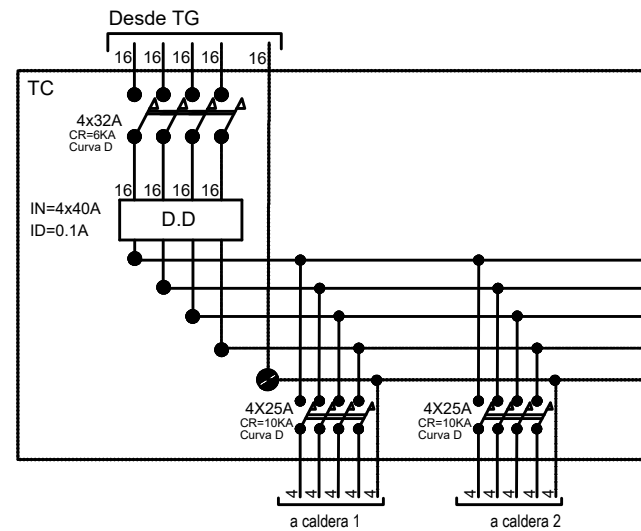 Desde TG
16 16 16 16 16
TC
4x32A
CR=6KA
Curva D
16 16 16 16
IN=4x40A
ID=0.1A
D.D
4X25A
CR=10KA
Curva D
4X25A
CR=10KA
Curva D
4 4 4 4 4
4 4 4 4 4
a caldera 1
a caldera 2